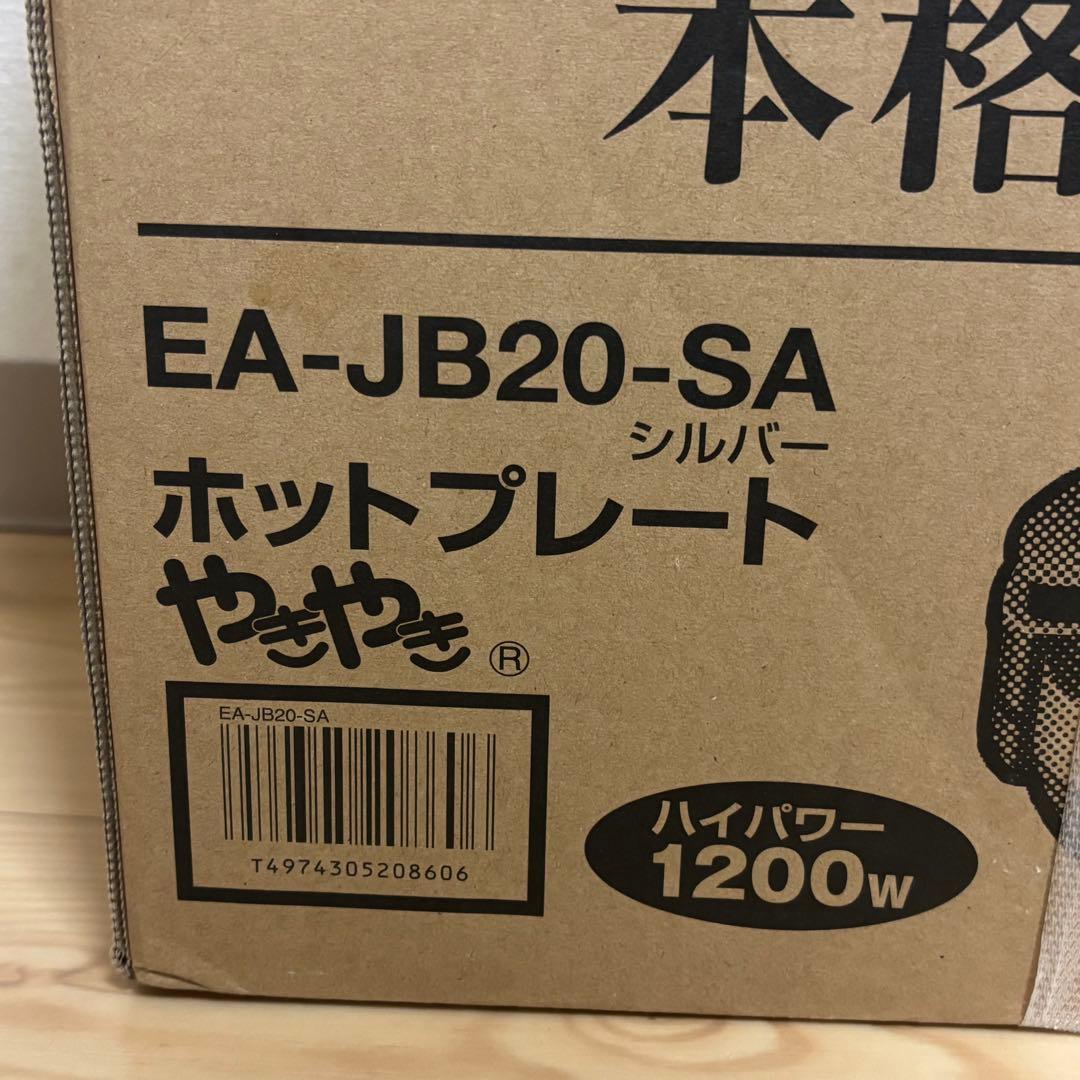 本格
EA-JB20-SA
シルバー
ホットプレート
やきやき®
EA-JB20-SA
T4974305208606
ハイパワー
1200W